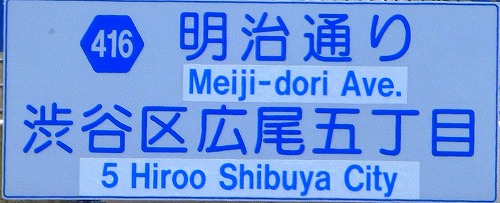 416 明治通り
Meiji-dori Ave.
渋谷区広尾五丁目
5 Hiroo Shibuya City